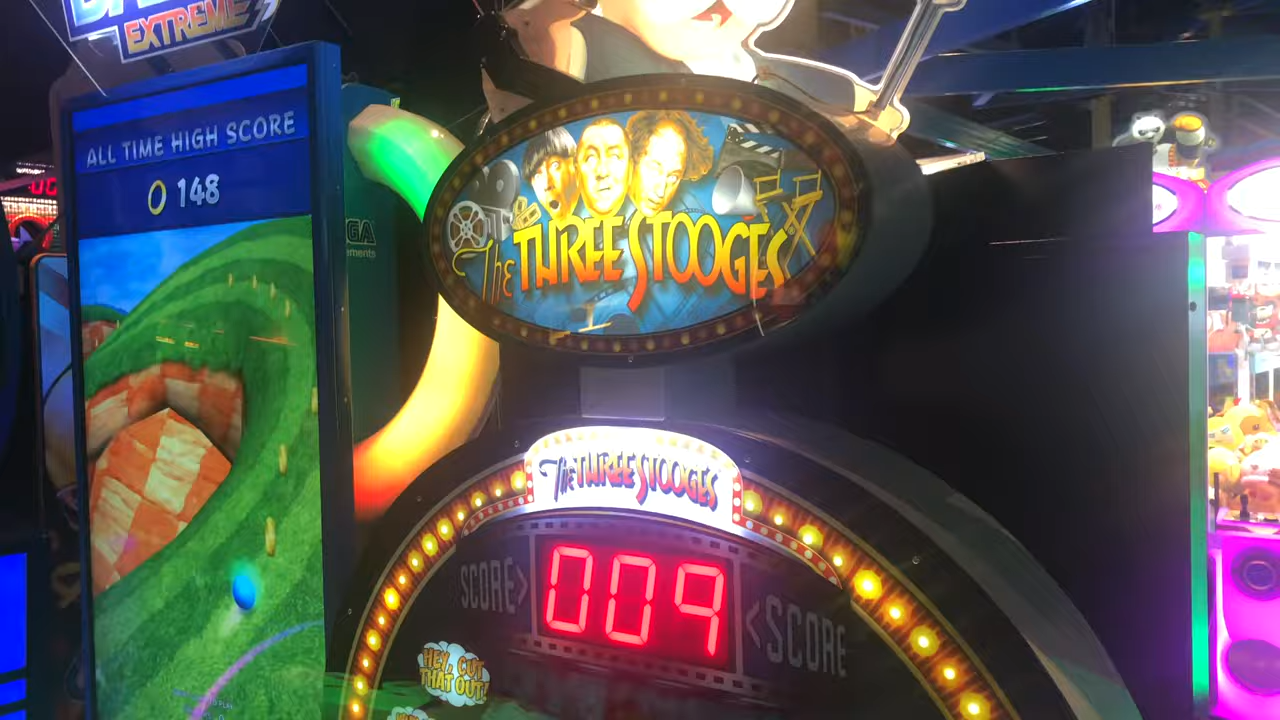 EXTREME
ALL TIME HIGH SCORE
148
The THREE STOOGES
The THREE STOOGES
SCORE>
009
<SCORE
HEY, CUT
THAT OUT!